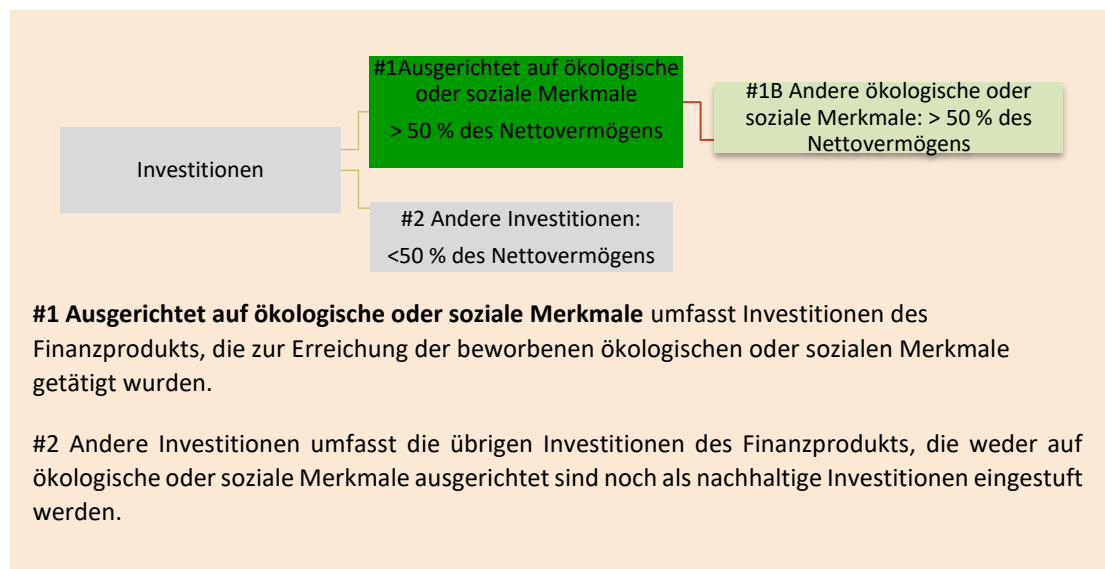 #1Ausgerichtet auf ökologische
oder soziale Merkmale
> 50 % des Nettovermögens
#1B Andere ökologische oder
soziale Merkmale: > 50 % des
Nettovermögens
Investitionen
#2 Andere Investitionen:
<50 % des Nettovermögens
#1 Ausgerichtet auf ökologische oder soziale Merkmale umfasst Investitionen des
Finanzprodukts, die zur Erreichung der beworbenen ökologischen oder sozialen Merkmale
getätigt wurden.
#2 Andere Investitionen umfasst die übrigen Investitionen des Finanzprodukts, die weder auf
ökologische oder soziale Merkmale ausgerichtet sind noch als nachhaltige Investitionen eingestuft
werden.